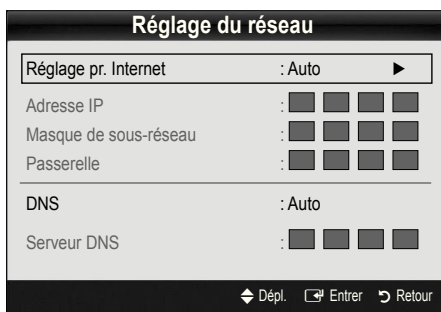 Réglage du réseau
Réglage pr. Internet : Auto ►
Adresse IP :
Masque de sous-réseau :
Passerelle :
DNS : Auto
Serveur DNS :
Dépl. Entrer Retour